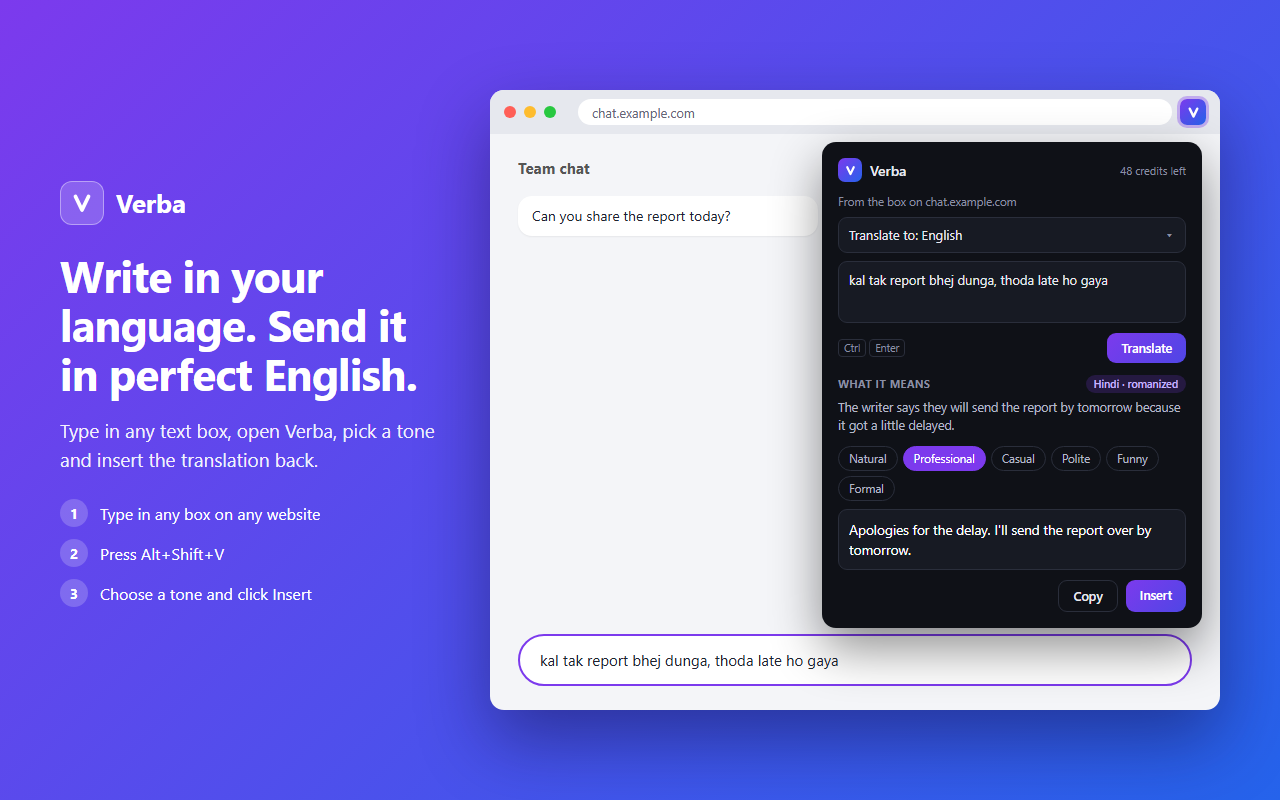 Verba
Write in your
language. Send it
in perfect English.
Type in any text box, open Verba, pick a tone
and insert the translation back.
1 Type in any box on any website
2 Press Alt+Shift+V
3 Choose a tone and click Insert
chat.example.com
Team chat
Can you share the report today?
kal tak report bhej dunga, thoda late ho gaya
Verba 48 credits left
From the box on chat.example.com
Translate to: English
kal tak report bhej dunga, thoda late ho gaya
Ctrl Enter Translate
WHAT IT MEANS Hindi · romanized
The writer says they will send the report by tomorrow because
it got a little delayed.
Natural Professional Casual Polite Funny
Formal
Apologies for the delay. I'll send the report over by
tomorrow.
Copy Insert